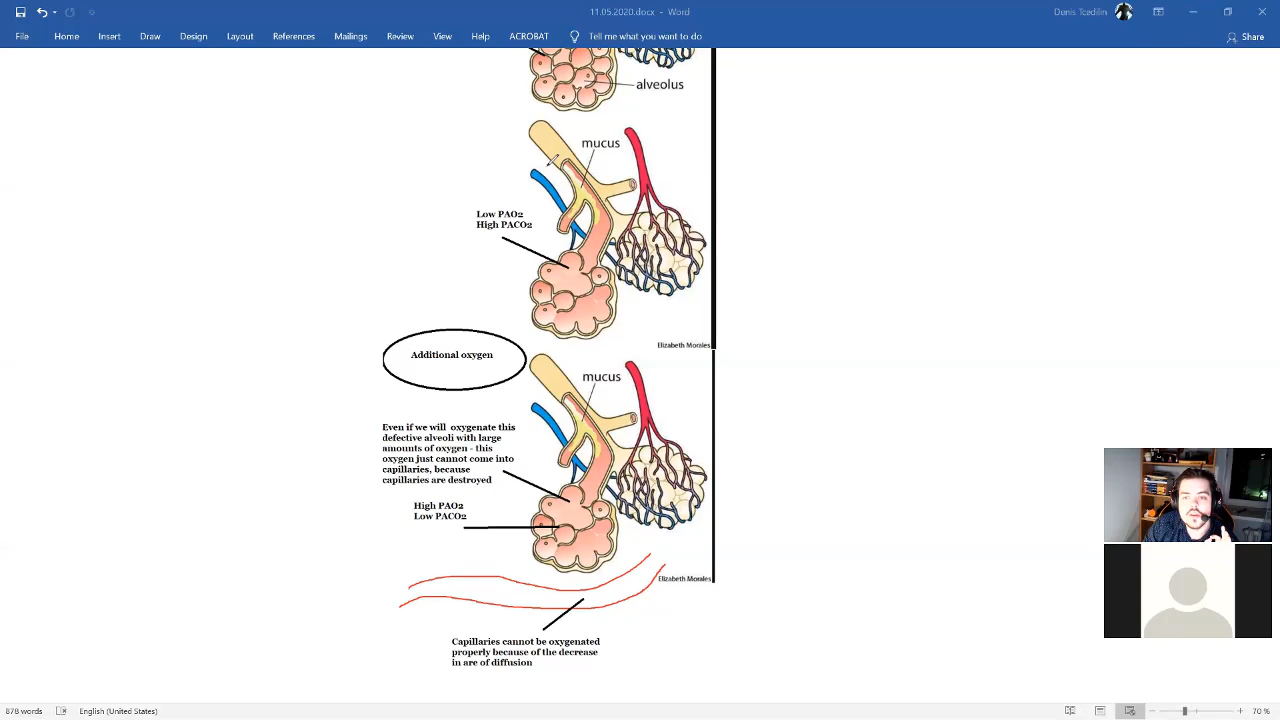 11.05.2020.docx - Word
Denis Tcedilin
File Home Insert Draw Design Layout References Mailings Review View Help ACROBAT Tell me what you want to do
Share
alveolus
mucus
Low PAO2
High PACO2
Elizabeth Morales
Additional oxygen
mucus
Even if we will oxygenate this
defective alveoli with large
amounts of oxygen - this
oxygen just cannot come into
capillaries, because
capillaries are destroyed
High PAO2
Low PACO2
Elizabeth Morales
Capillaries cannot be oxygenated
properly because of the decrease
in are of diffusion
878 words English (United States)
70 %